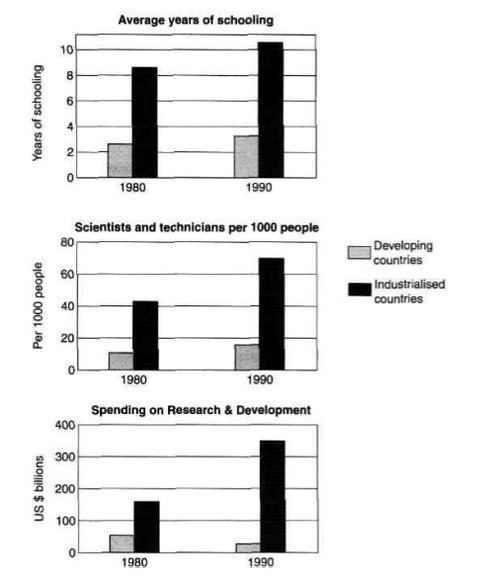 Average years of schooling
Years of schooling
10
8
6
4
2
0
1980
1990
Scientists and technicians per 1000 people
Per 1000 people
80
60
40
20
0
1980
1990
Developing
countries
Industrialised
countries
Spending on Research & Development
US $ billions
400
300
200
100
0
1980
1990